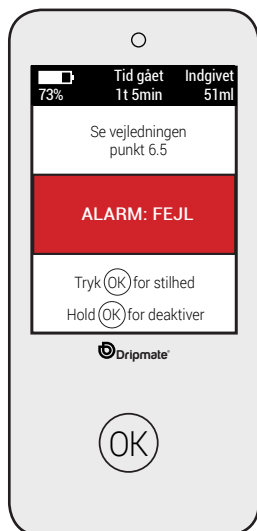 Tid gået Indgivet
73% 1t 5min 51ml
Se vejledningen
punkt 6.5
ALARM: FEJL
Tryk OK for stilhed
Hold OK for deaktiver
Dripmate
OK